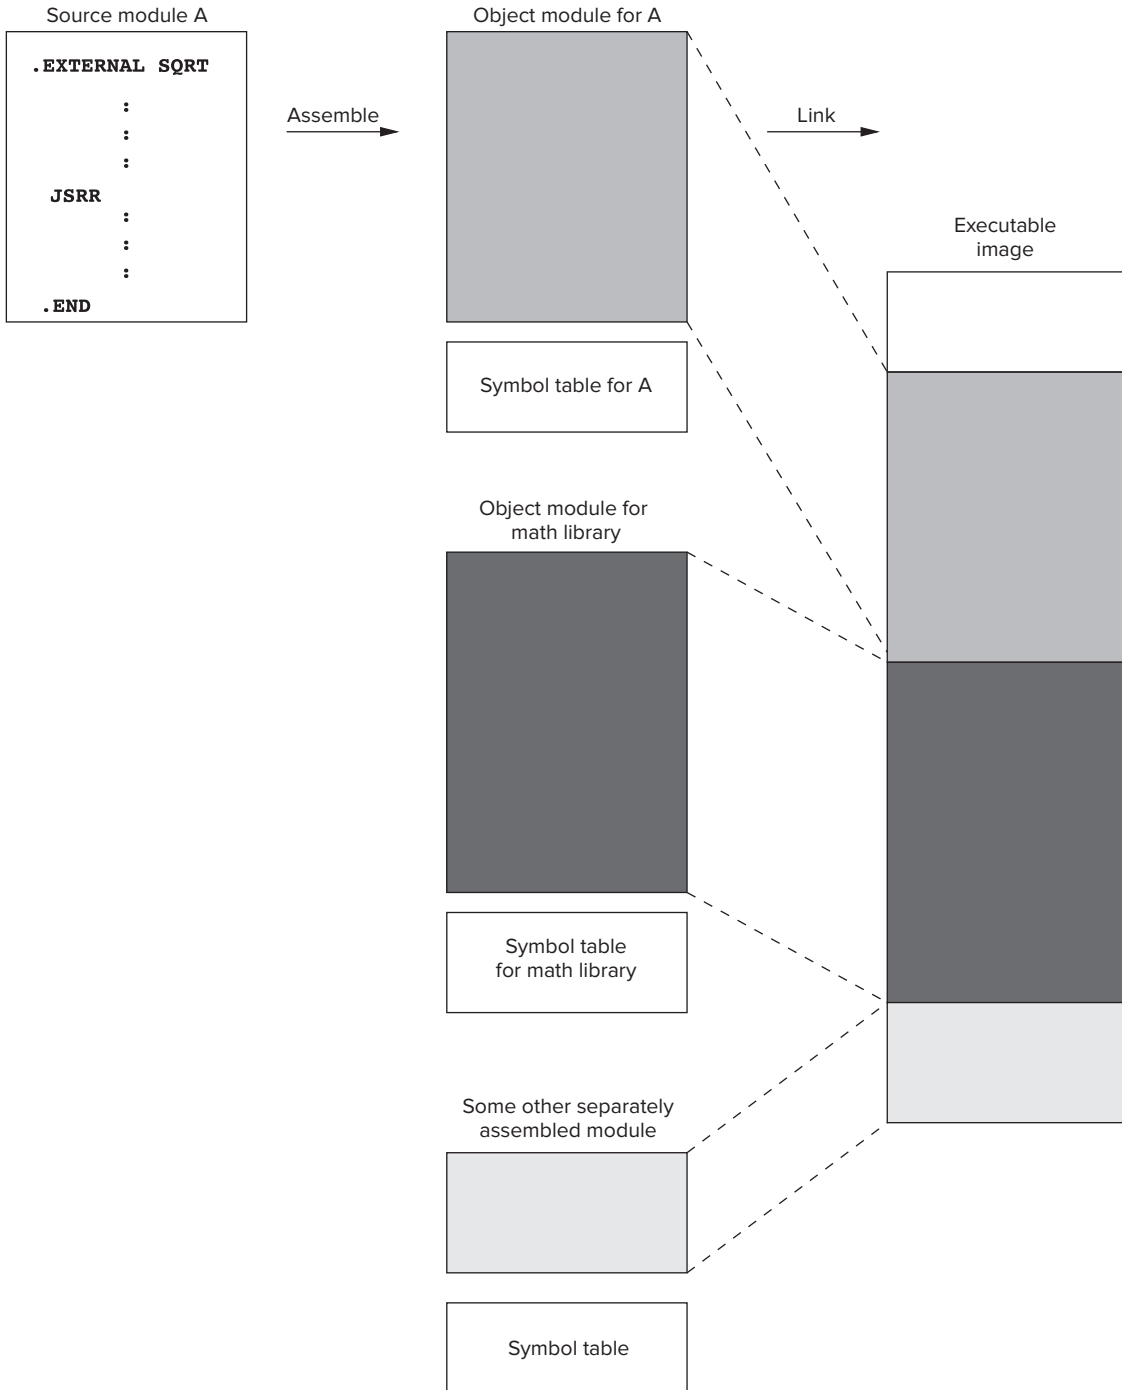 Source module A
.EXTERNAL SQRT
:
:
:
JSRR
:
:
:
.END
Assemble
Object module for A
Symbol table for A
Link
Executable
image
Object module for
math library
Symbol table
for math library
Some other separately
assembled module
Symbol table